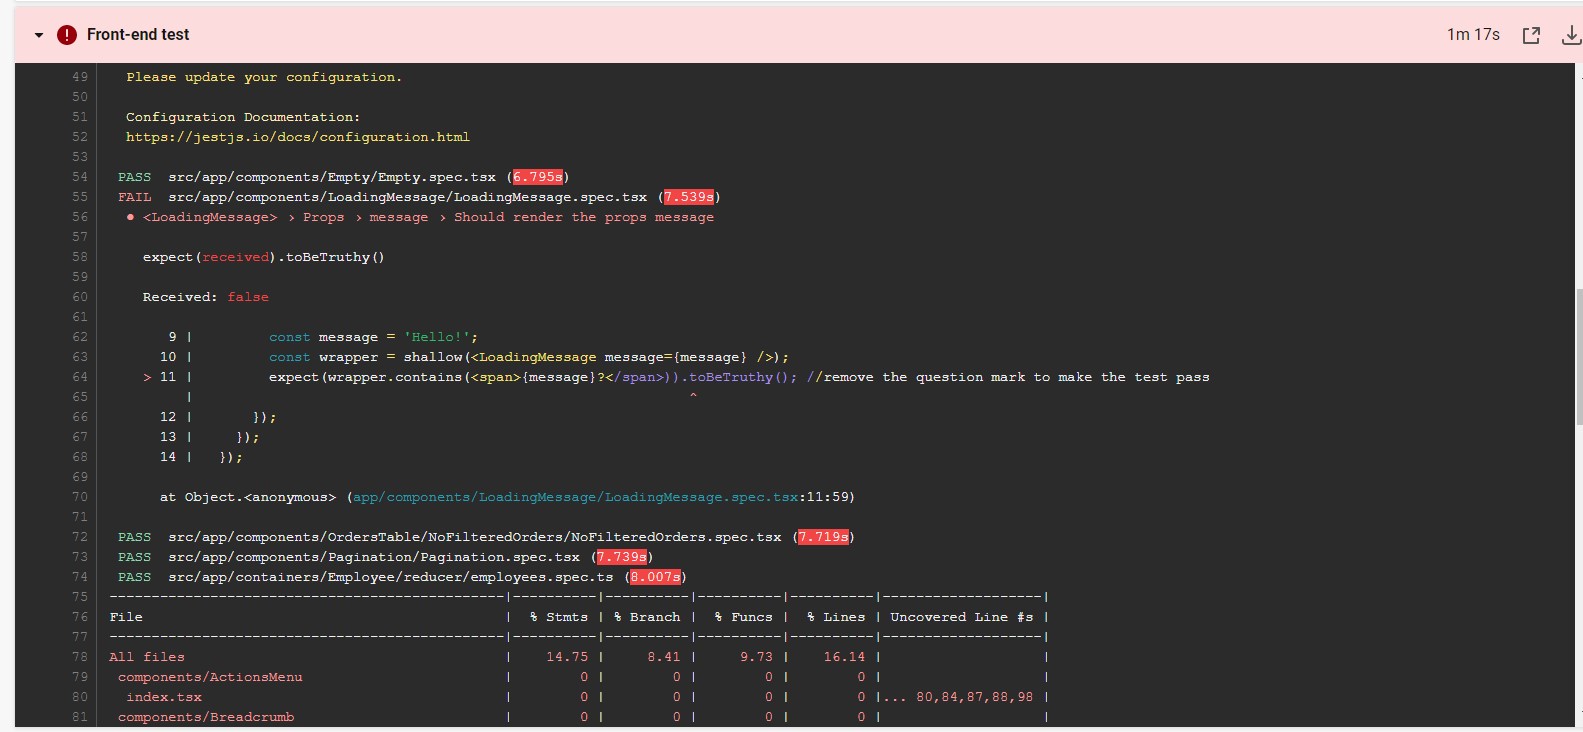 Front-end test 1m 17s
49 Please update your configuration.
50
51 Configuration Documentation:
52 https://jestjs.io/docs/configuration.html
53
54 PASS src/app/components/Empty/Empty.spec.tsx (6.795s)
55 FAIL src/app/components/LoadingMessage/LoadingMessage.spec.tsx (7.539s)
56 ● <LoadingMessage> › Props › message › Should render the props message
57
58 expect(received).toBeTruthy()
59
60 Received: false
61
62 9 | const message = 'Hello!';
63 10 | const wrapper = shallow(<LoadingMessage message={message} />);
64 > 11 | expect(wrapper.contains(<span>{message}?</span>)).toBeTruthy(); //remove the question mark to make the test pass
65 | ^
66 12 | });
67 13 | });
68 14 | });
69
70 at Object.<anonymous> (app/components/LoadingMessage/LoadingMessage.spec.tsx:11:59)
71
72 PASS src/app/components/OrdersTable/NoFilteredOrders/NoFilteredOrders.spec.tsx (7.719s)
73 PASS src/app/components/Pagination/Pagination.spec.tsx (7.739s)
74 PASS src/app/containers/Employee/reducer/employees.spec.ts (8.007s)
75 -----------------------------------------------|----------|----------|----------|----------|-------------------|
76 File | % Stmts | % Branch | % Funcs | % Lines | Uncovered Line #s |
77 -----------------------------------------------|----------|----------|----------|----------|-------------------|
78 All files | 14.75 | 8.41 | 9.73 | 16.14 | |
79 components/ActionsMenu | 0 | 0 | 0 | 0 | |
80 index.tsx | 0 | 0 | 0 | 0 |... 80,84,87,88,98 |
81 components/Breadcrumb | 0 | 0 | 0 | 0 | |